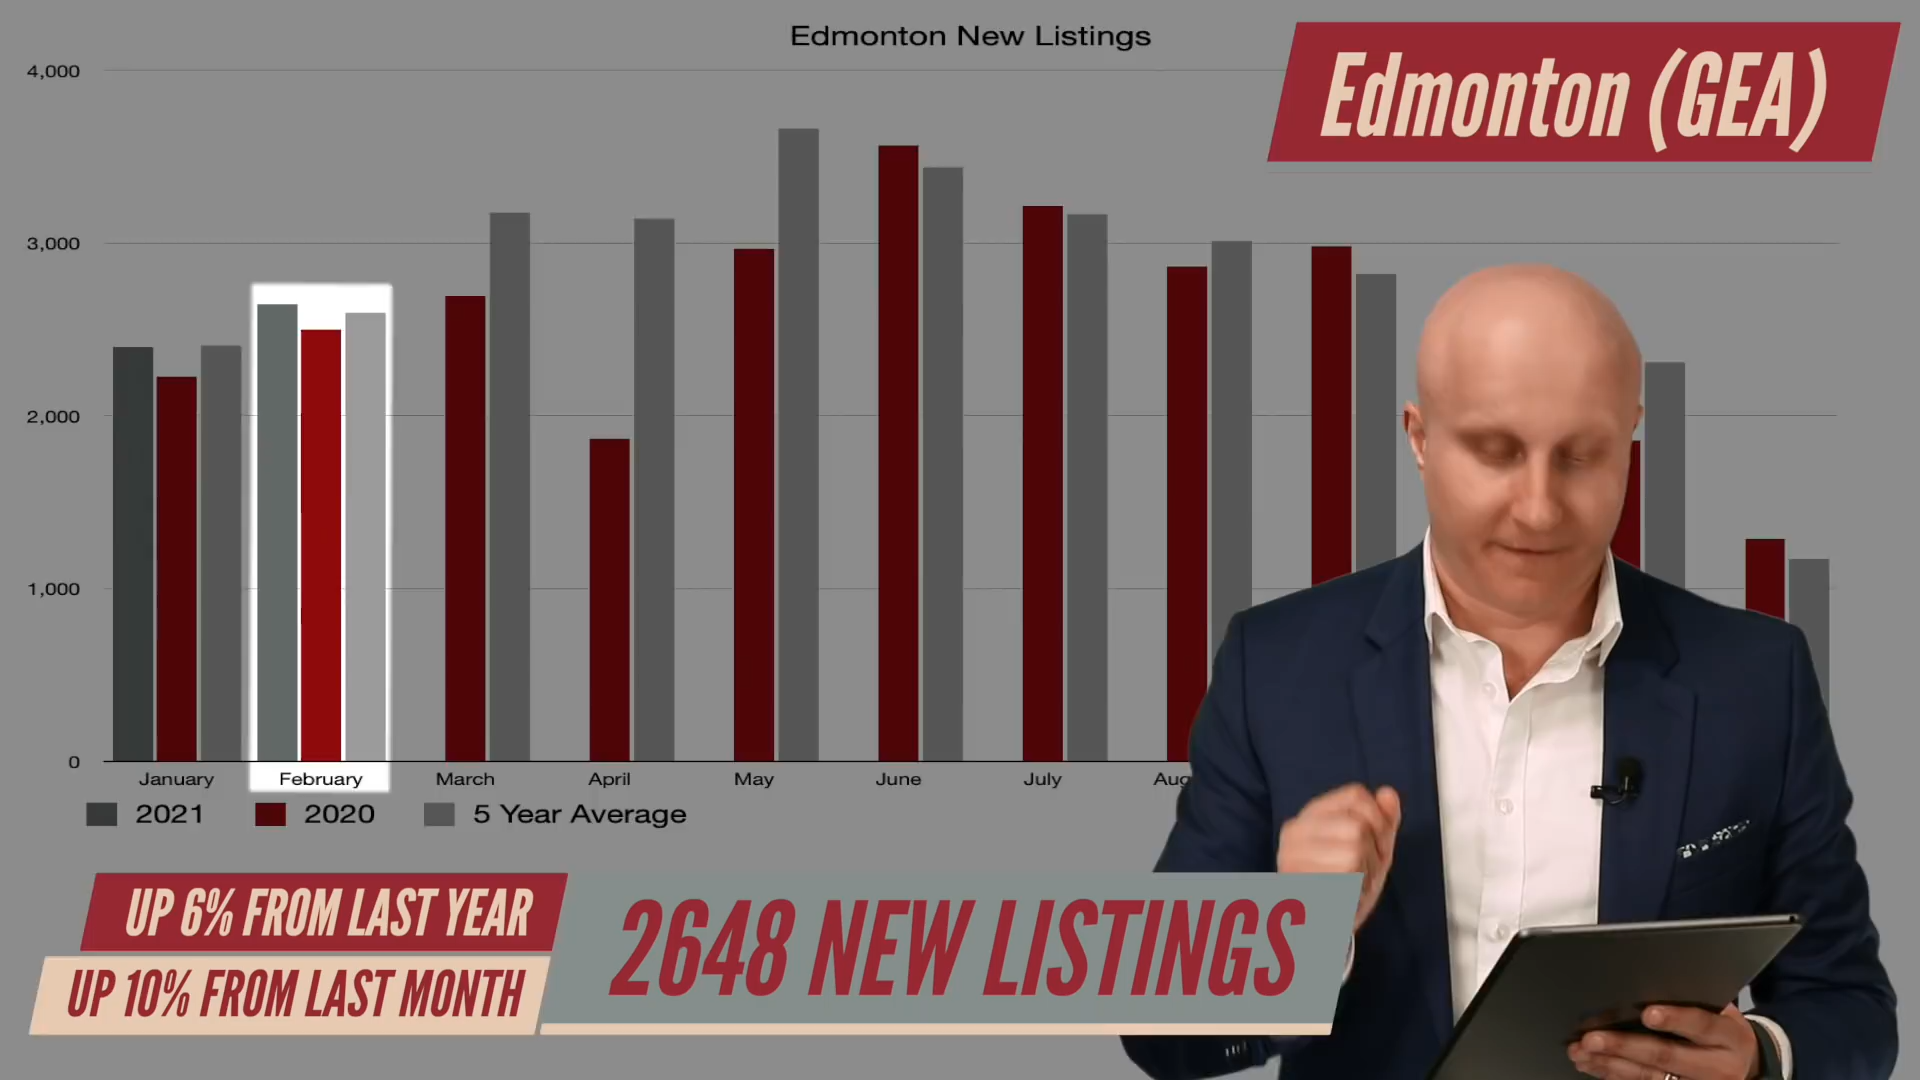 Edmonton New Listings
Edmonton (GEA)
4,000
3,000
2,000
1,000
0
January February March April May June July Aug
2021 2020 5 Year Average
UP 6% FROM LAST YEAR
UP 10% FROM LAST MONTH
2648 NEW LISTINGS